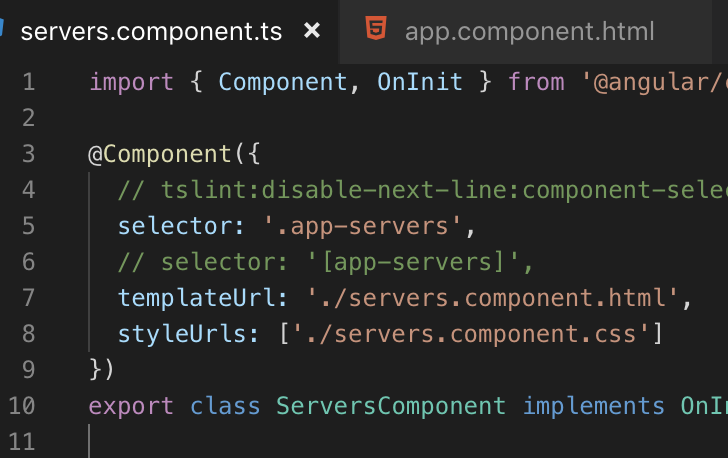 servers.component.ts × app.component.html
1 import { Component, OnInit } from '@angular/
2
3 @Component({
4 // tslint:disable-next-line:component-selec
5 selector: '.app-servers',
6 // selector: '[app-servers]',
7 templateUrl: './servers.component.html',
8 styleUrls: ['./servers.component.css']
9 })
10 export class ServersComponent implements OnIn
11